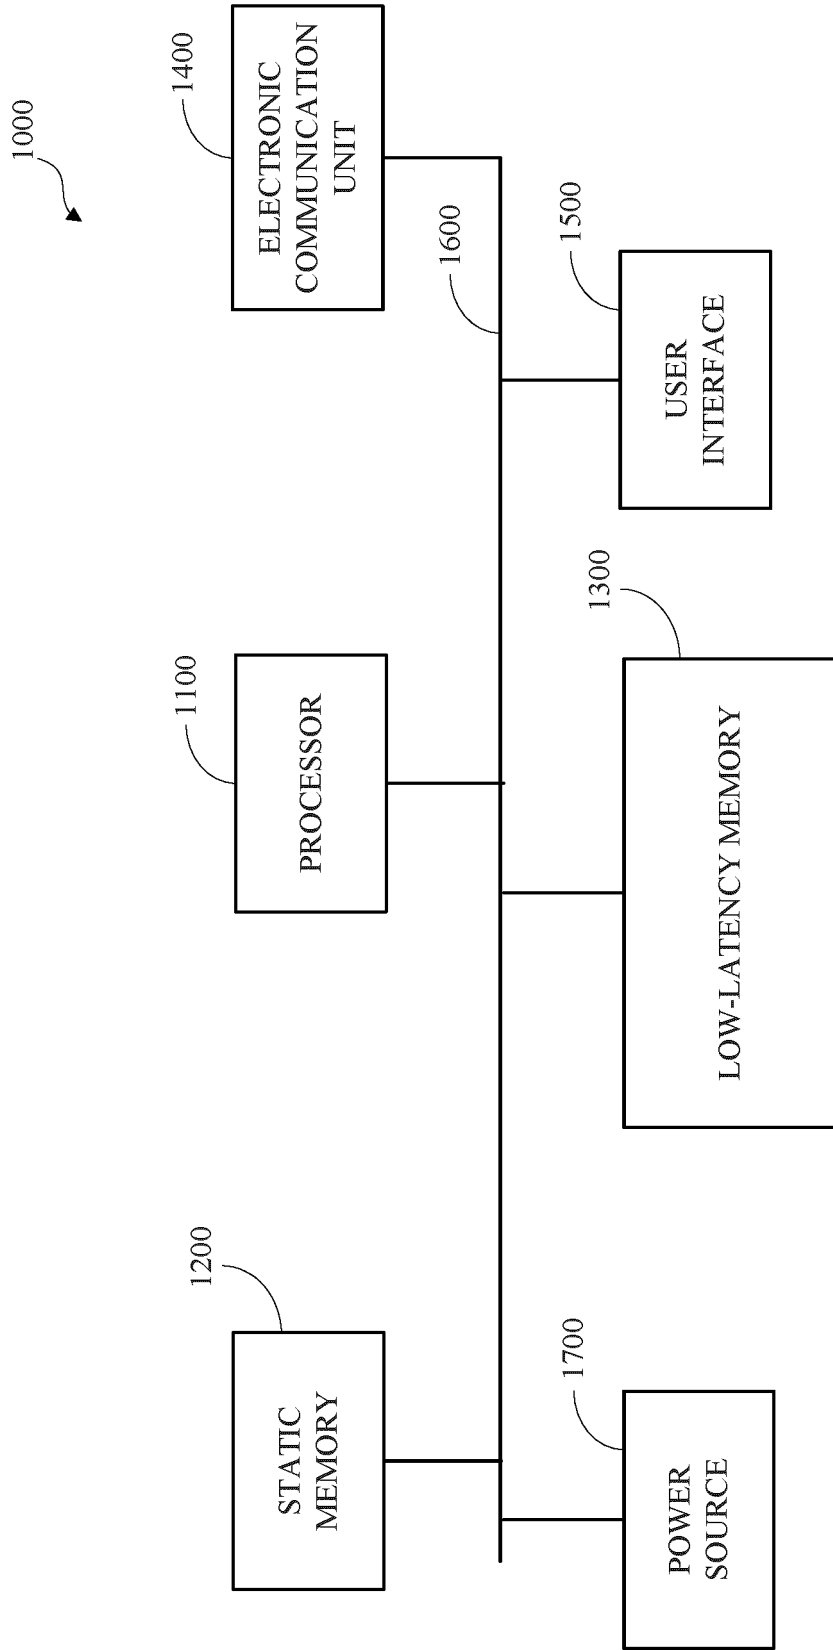 1000
1200
STATIC
MEMORY
1100
PROCESSOR
1400
ELECTRONIC
COMMUNICATION
UNIT
1600
1700
POWER
SOURCE
1300
LOW-LATENCY MEMORY
1500
USER
INTERFACE